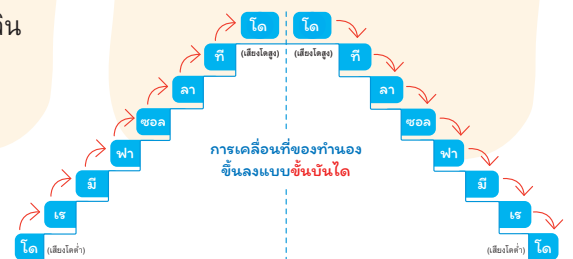 โด โด
ที (เสียงโดสูง) (เสียงโดสูง) ที
ลา ลา
ซอล ซอล
ฟา การเคลื่อนที่ของทำนอง ฟา
ขึ้นลงแบบขั้นบันได
มี มี
เร เร
โด (เสียงโดต่ำ) (เสียงโดต่ำ) โด